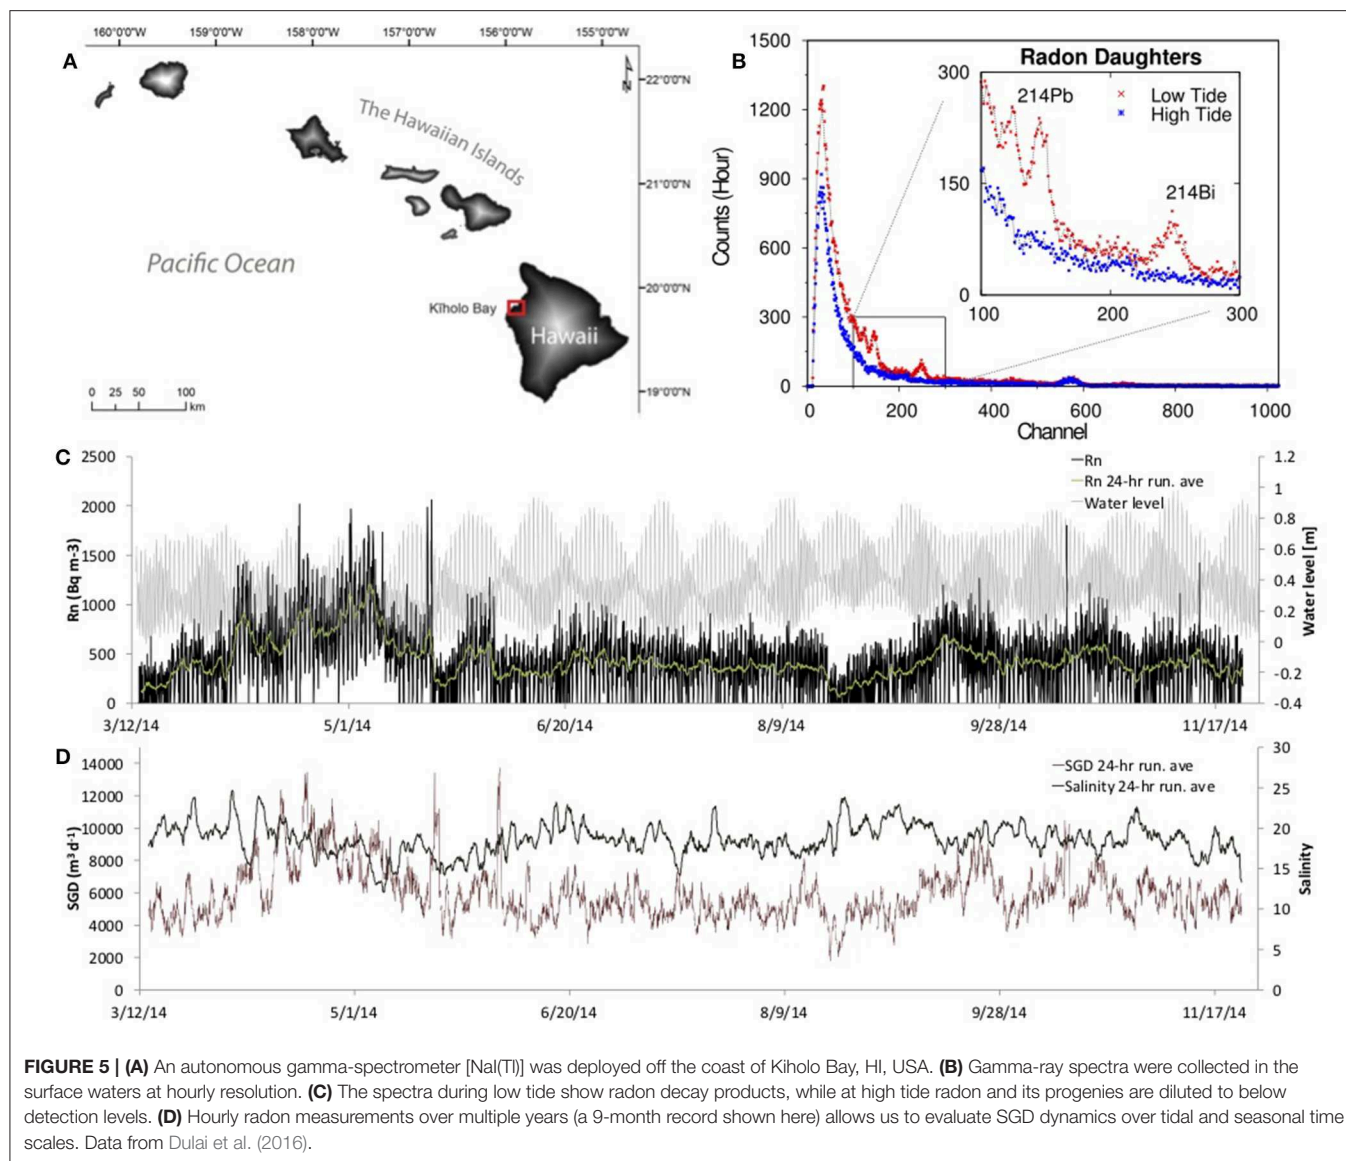 160°0'0"W 159°0'0"W 158°0'0"W 157°0'0"W 156°0'0"W 155°0'0"W
A
N
22°0'0"N
The Hawaiian Islands
21°0'0"N
Pacific Ocean
20°0'0"N
Kīholo Bay
Hawaii
0 25 50 100
km
19°0'0"N
B
1500
1200
900
600
300
0
Counts (Hour)
Radon Daughters
300
150
0
214Pb
Low Tide
High Tide
214Bi
100 200 300
0 200 400 600 800 1000
Channel
C
2500
2000
1500
1000
500
0
Rn (Bq m-3)
Rn
Rn 24-hr run. ave
Water level
1.2
1
0.8
0.6
0.4
0.2
0
-0.2
-0.4
Water level [m]
3/12/14 5/1/14 6/20/14 8/9/14 9/28/14 11/17/14
D
14000
12000
10000
8000
6000
4000
2000
0
SGD (m³ d⁻¹)
SGD 24-hr run. ave
Salinity 24-hr run. ave
30
25
20
15
10
5
0
Salinity
3/12/14 5/1/14 6/20/14 8/9/14 9/28/14 11/17/14
FIGURE 5 | (A) An autonomous gamma-spectrometer [NaI(Tl)] was deployed off the coast of Kiholo Bay, HI, USA. (B) Gamma-ray spectra were collected in the
surface waters at hourly resolution. (C) The spectra during low tide show radon decay products, while at high tide radon and its progenies are diluted to below
detection levels. (D) Hourly radon measurements over multiple years (a 9-month record shown here) allows us to evaluate SGD dynamics over tidal and seasonal time
scales. Data from Dulai et al. (2016).